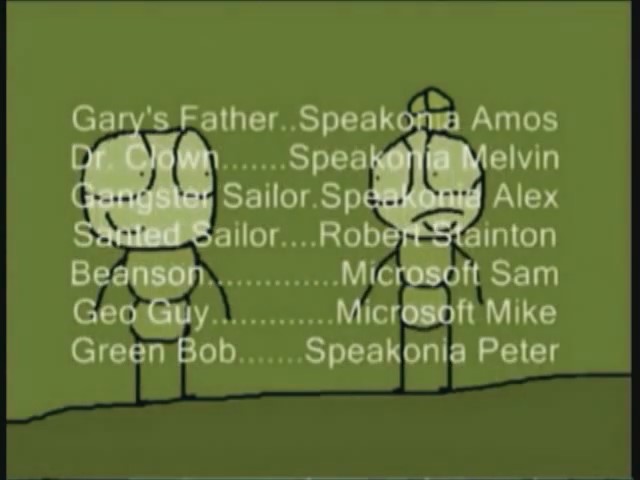 Gary's Father..Speakonia Amos
Dr. Clown.......Speakonia Melvin
Gangster Sailor.Speakonia Alex
Santed Sailor....Robert Stainton
Beanson..............Microsoft Sam
Geo Guy.............Microsoft Mike
Green Bob.......Speakonia Peter